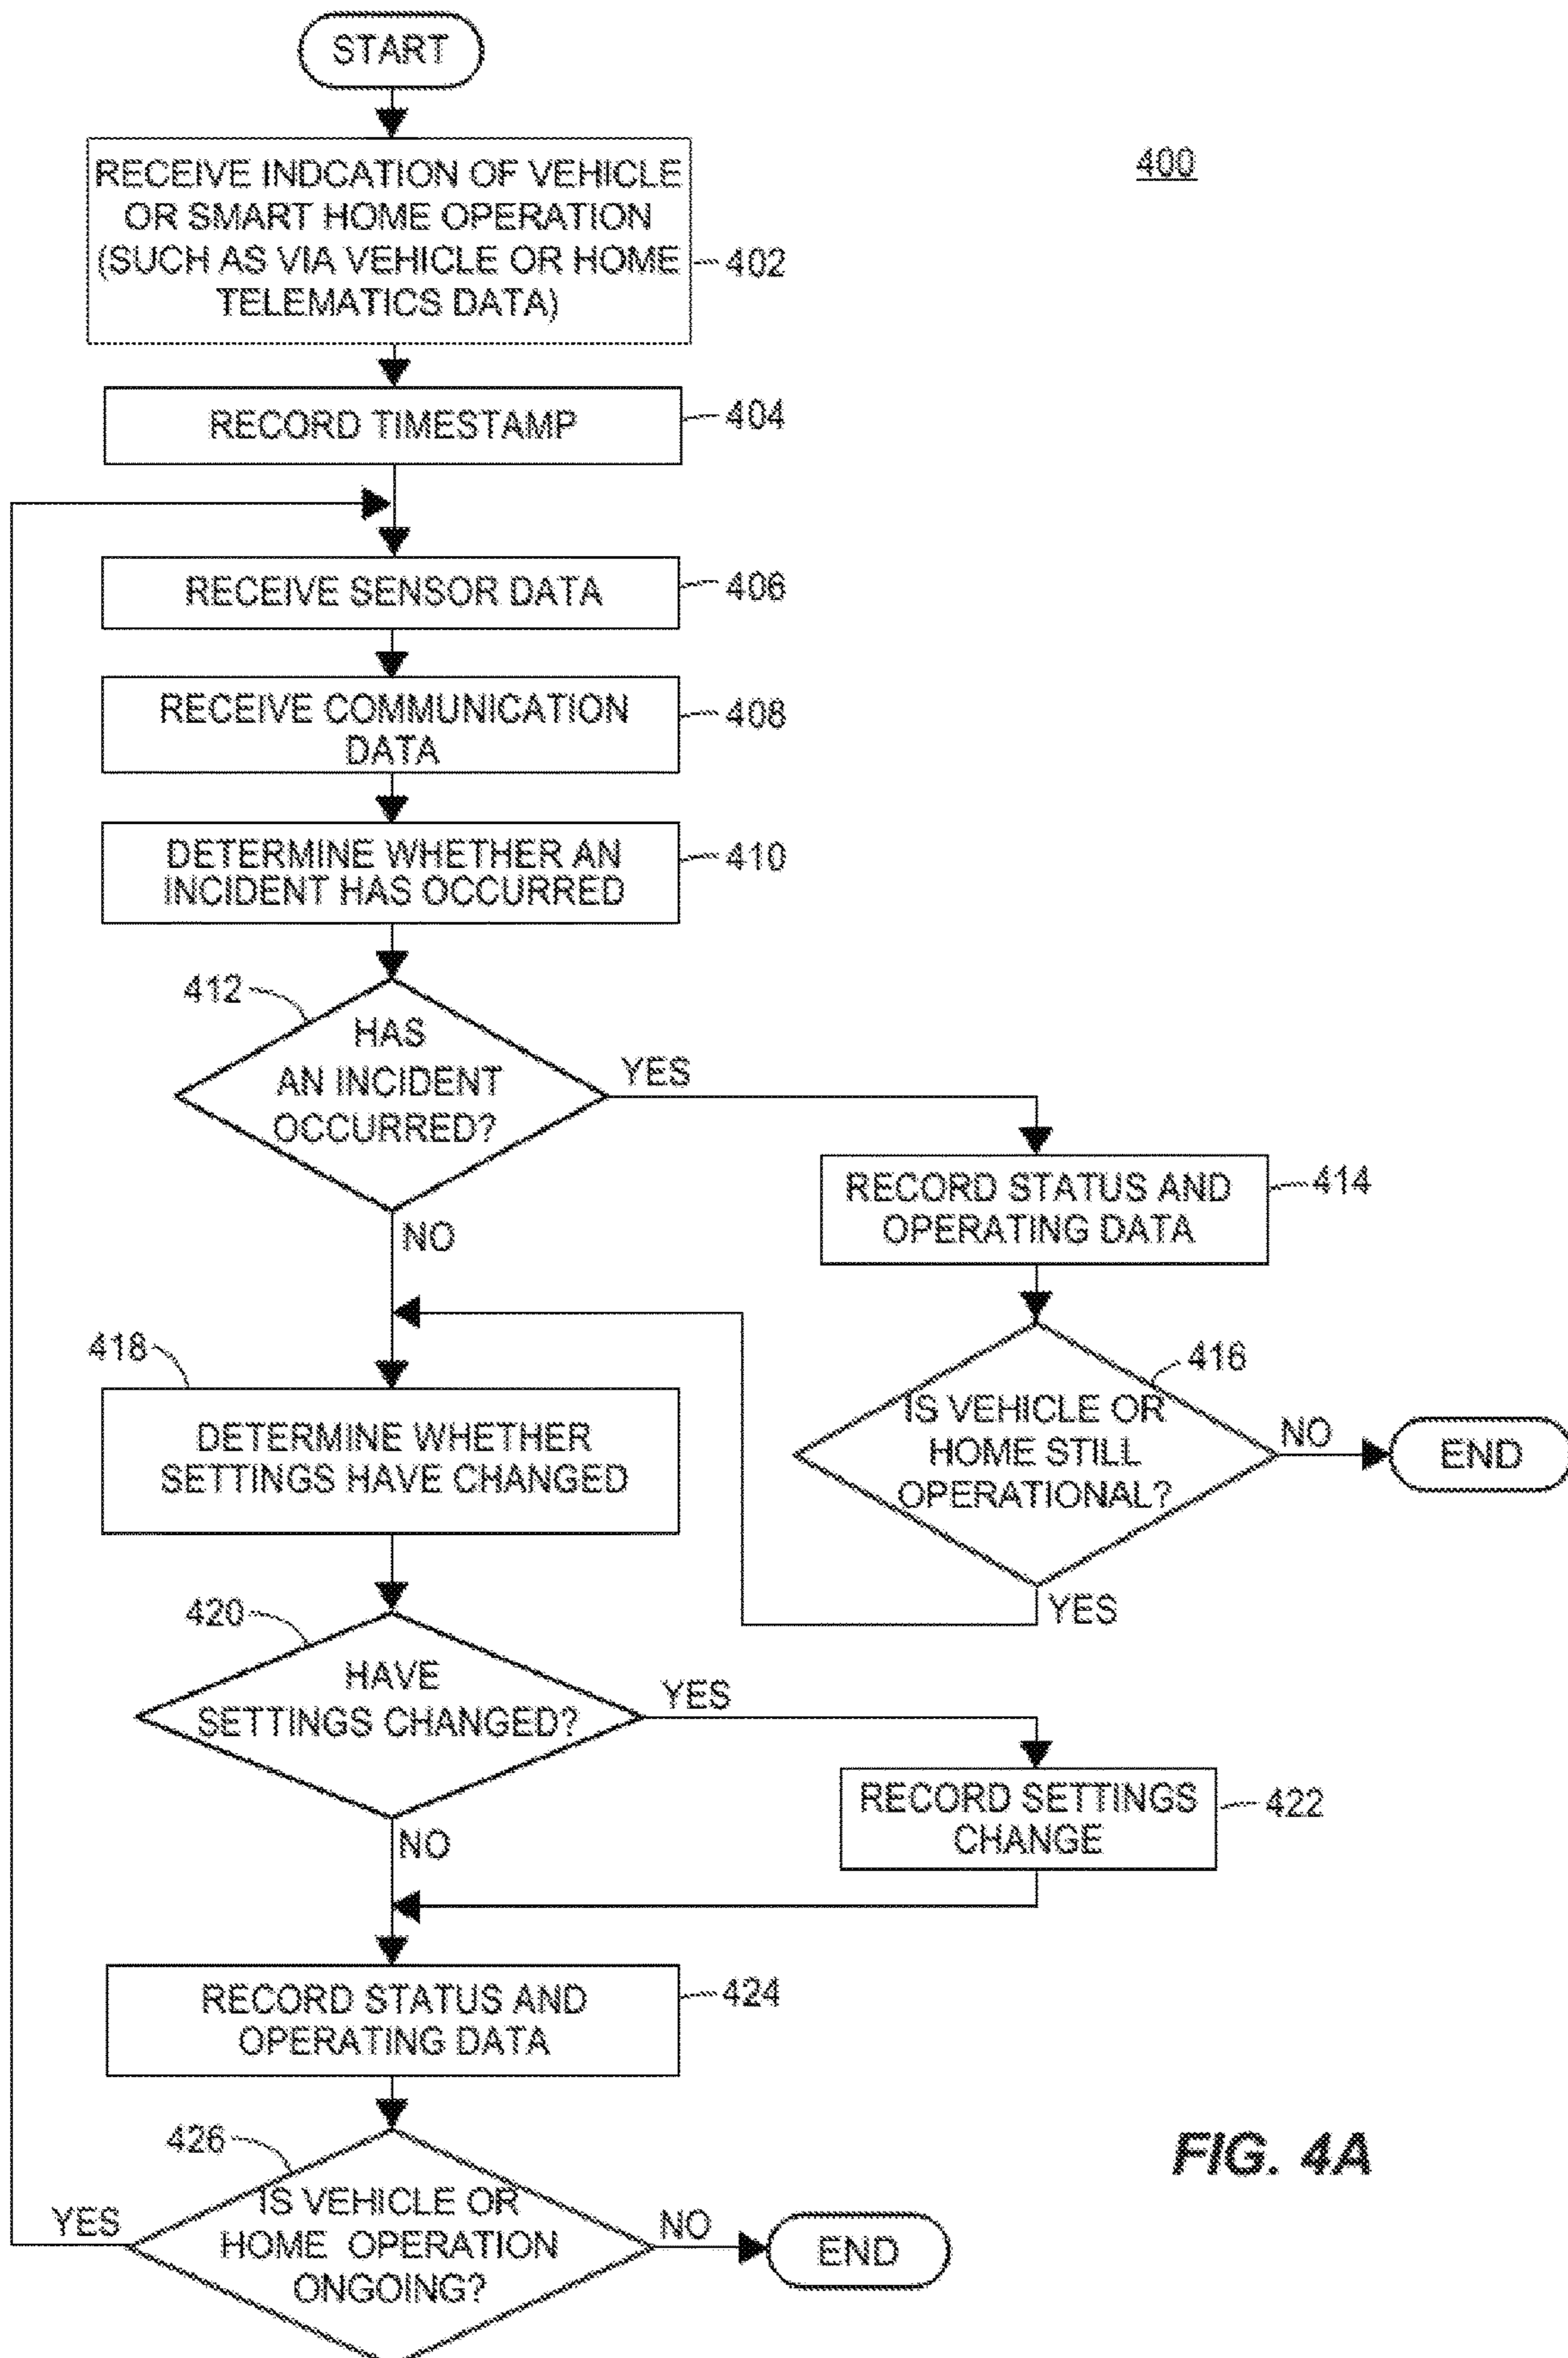 START
400
RECEIVE INDCATION OF VEHICLE
OR SMART HOME OPERATION
(SUCH AS VIA VEHICLE OR HOME
TELEMATICS DATA)
402
RECORD TIMESTAMP
404
RECEIVE SENSOR DATA
406
RECEIVE COMMUNICATION
DATA
408
DETERMINE WHETHER AN
INCIDENT HAS OCCURRED
410
412
HAS
AN INCIDENT
OCCURRED?
YES
NO
RECORD STATUS AND
OPERATING DATA
414
416
IS VEHICLE OR
HOME STILL
OPERATIONAL?
NO
END
YES
418
DETERMINE WHETHER
SETTINGS HAVE CHANGED
420
HAVE
SETTINGS CHANGED?
YES
NO
RECORD SETTINGS
CHANGE
422
RECORD STATUS AND
OPERATING DATA
424
426
IS VEHICLE OR
HOME OPERATION
ONGOING?
YES
NO
END
FIG. 4A